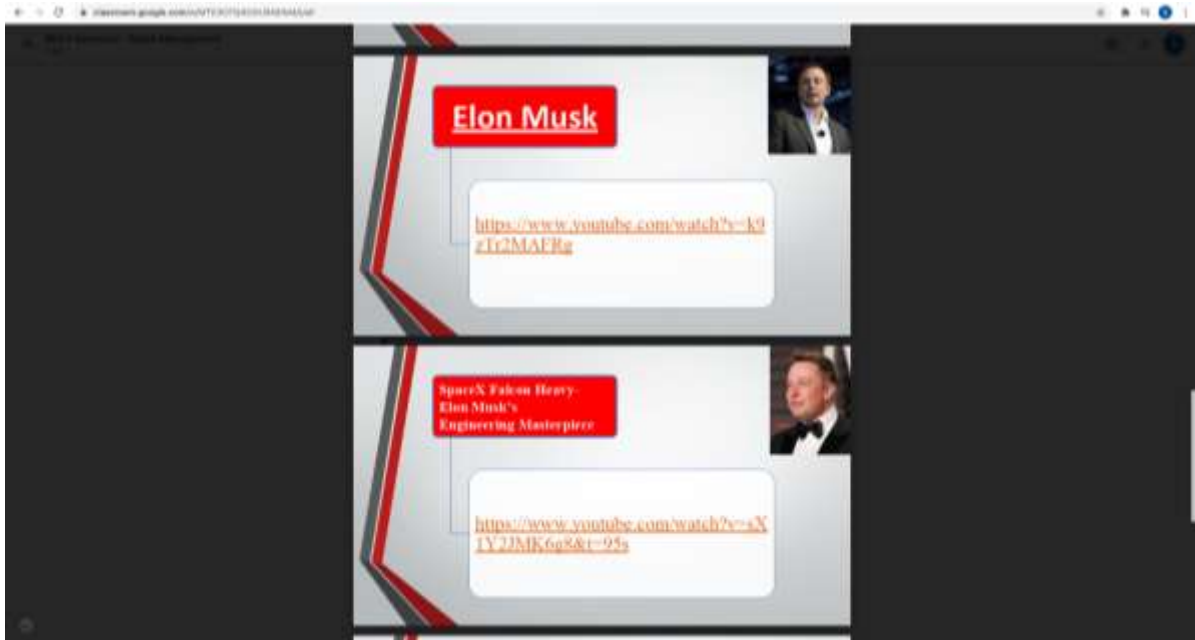 Elon Musk
https://www.youtube.com/watch?v=k9
zTr2MAFRg
SpaceX Falcon Heavy-
Elon Musk's
Engineering Masterpiece
https://www.youtube.com/watch?v=sX
1Y2JMK6g8&t=95s